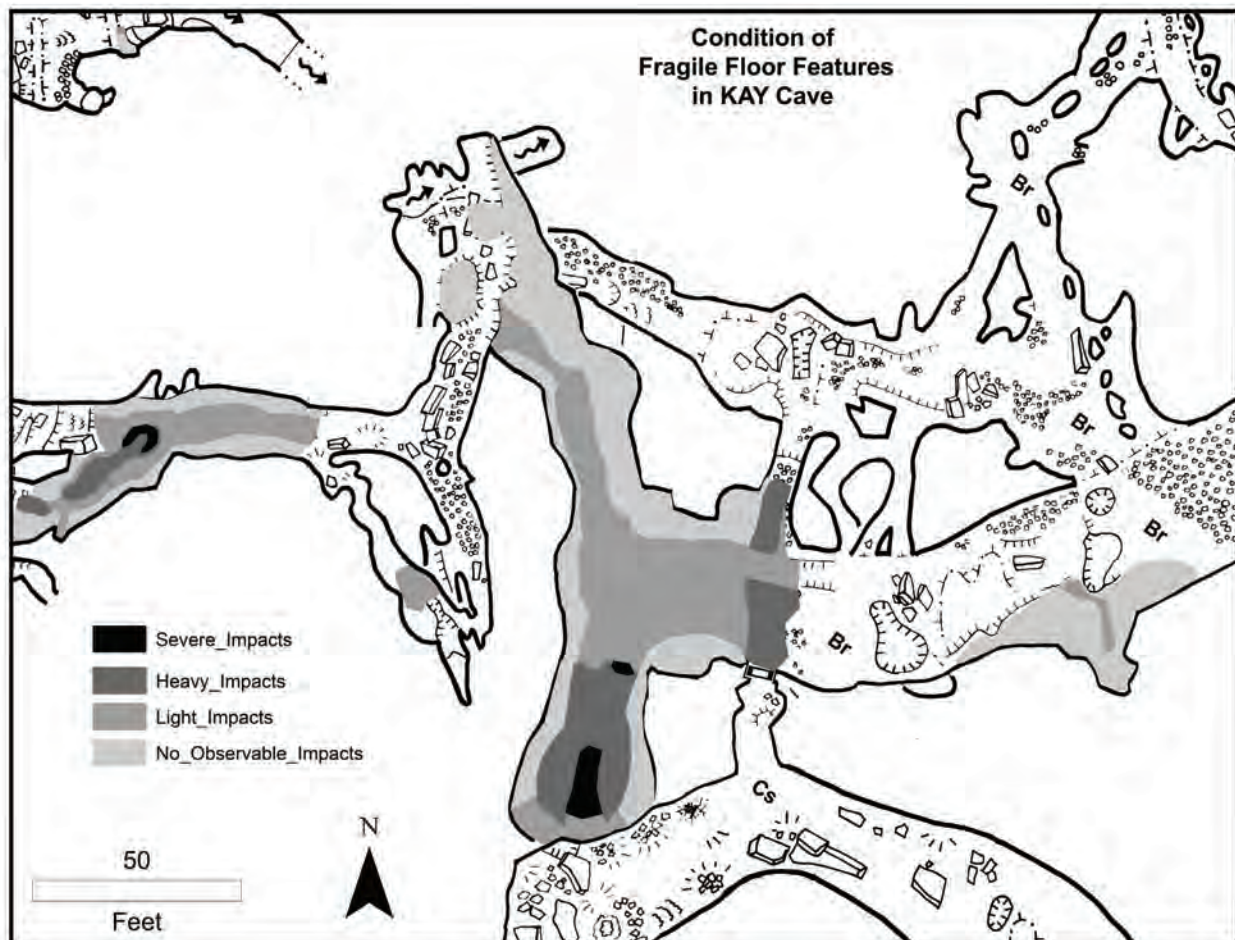 Condition of
Fragile Floor Features
in KAY Cave
Br
Br
Br
Br
Cs
Severe_Impacts
Heavy_Impacts
Light_Impacts
No_Observable_Impacts
50
Feet
N